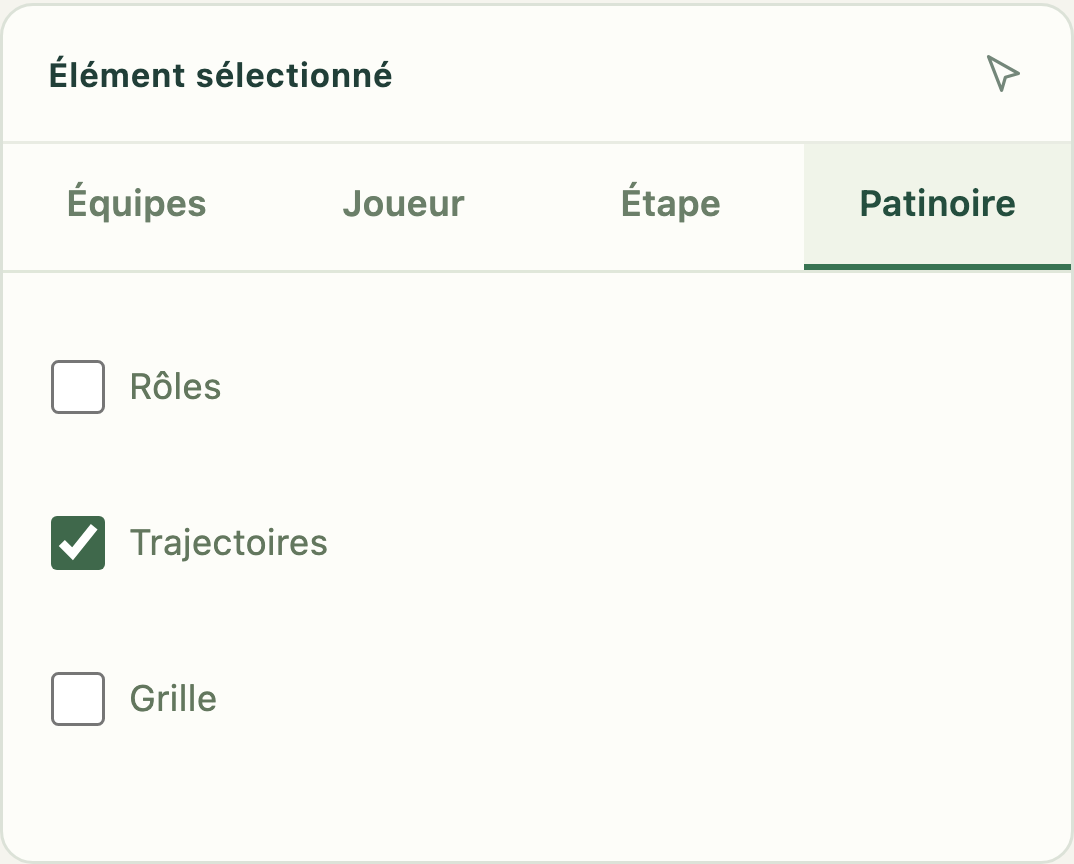 Élément sélectionné
Équipes Joueur Étape Patinoire
Rôles
Trajectoires
Grille